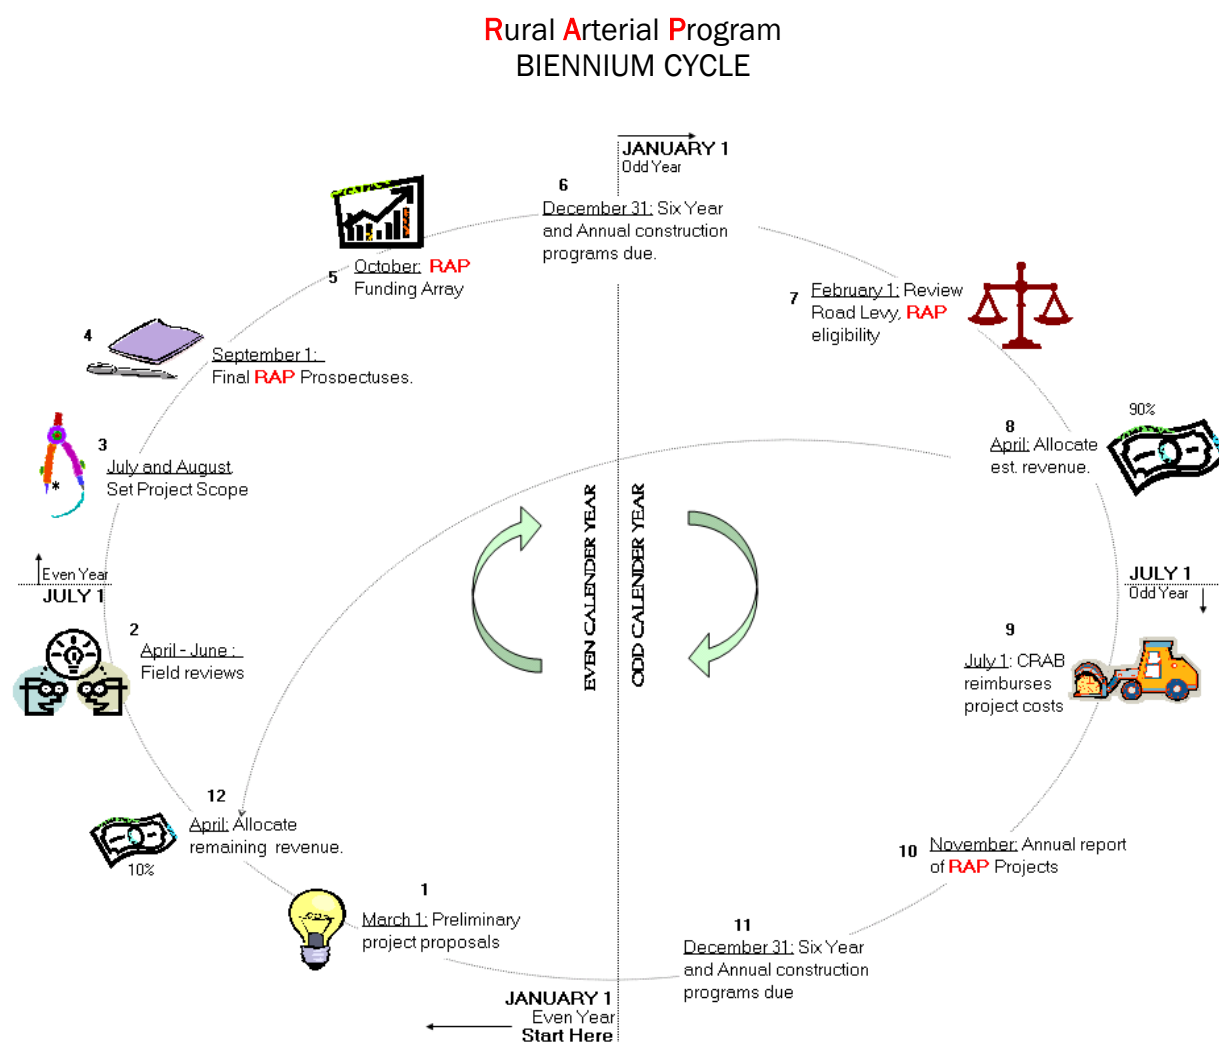 Rural Arterial Program
BIENNIUM CYCLE
JANUARY 1
Odd Year
6
December 31: Six Year
and Annual construction
programs due.
5
October: RAP
Funding Array
7
February 1: Review
Road Levy, RAP
eligibility
4
September 1:
Final RAP Prospectuses.
90%
8
April: Allocate
est. revenue.
3
July and August
Set Project Scope
*
EVEN CALENDER YEAR
ODD CALENDER YEAR
Even Year
JULY 1
JULY 1
Odd Year
2
April - June :
Field reviews
9
July 1: CRAB
reimburses
project costs
12
April: Allocate
remaining revenue.
10%
10
November: Annual report
of RAP Projects
1
March 1: Preliminary
project proposals
11
December 31: Six Year
and Annual construction
programs due
JANUARY 1
Even Year
Start Here